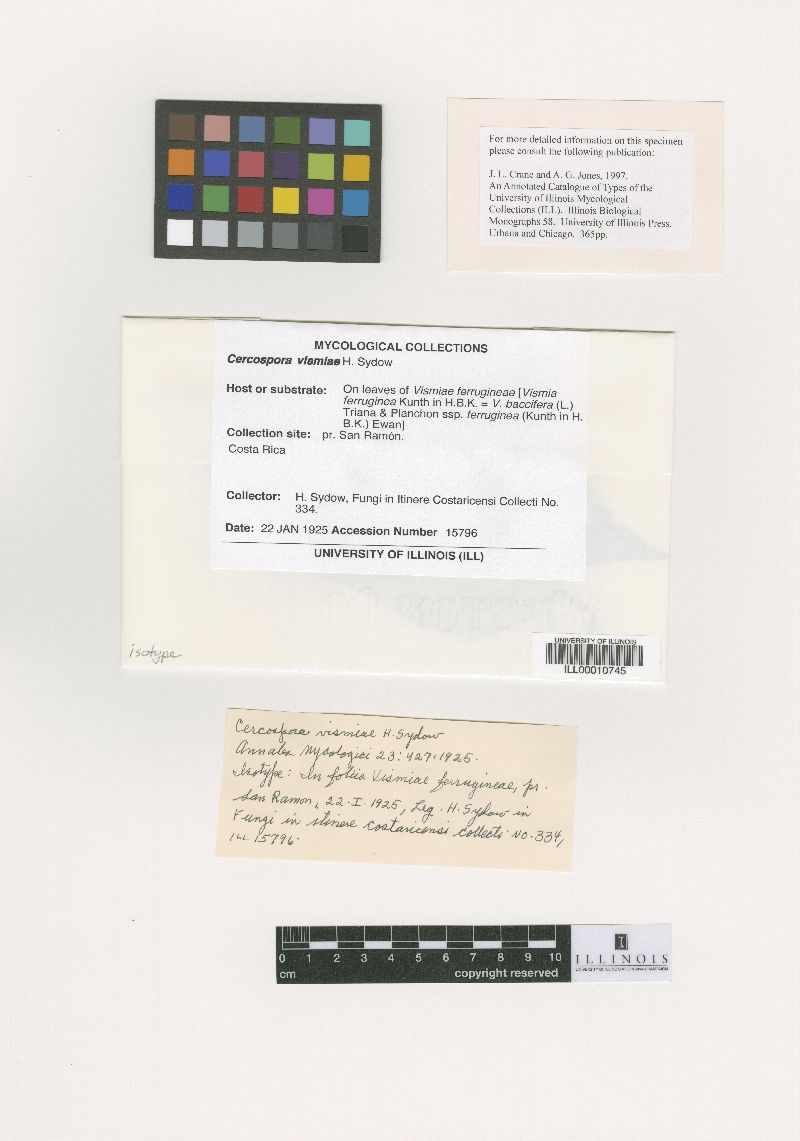 For more detailed information on this specimen
please consult the following publication:
J. L. Crane and A. G. Jones, 1997.
An Annotated Catalogue of Types of the
University of Illinois Mycological
Collections (ILL). Illinois Biological
Monographs 58. University of Illinois Press.
Urbana and Chicago. 365pp.
MYCOLOGICAL COLLECTIONS
Cercospora vismiae H. Sydow
Host or substrate: On leaves of Vismiae ferrugineae [Vismia
ferruginea Kunth in H.B.K. = V. baccifera (L.)
Triana & Planchon ssp. ferruginea (Kunth in H.
B.K.) Ewan]
Collection site: pr. San Ramón.
Costa Rica
Collector: H. Sydow, Fungi in Itinere Costaricensi Collecti No.
334.
Date: 22 JAN 1925 Accession Number 15796
UNIVERSITY OF ILLINOIS (ILL)
isotype
UNIVERSITY OF ILLINOIS
ILL00010745
Cercospora vismiae H. Sydow
Annales Mycologici 23: 427. 1925.
Isotype: In foliis Vismiae ferrugineae, pr.
San Ramon, 22. I. 1925, Leg. H. Sydow in
Fungi in itinere costaricensi collecti No. 334,
ILL 15796.
0 1 2 3 4 5 6 7 8 9 10
cm copyright reserved
I
ILLINOIS
UNIVERSITY OF ILLINOIS AT URBANA-CHAMPAIGN